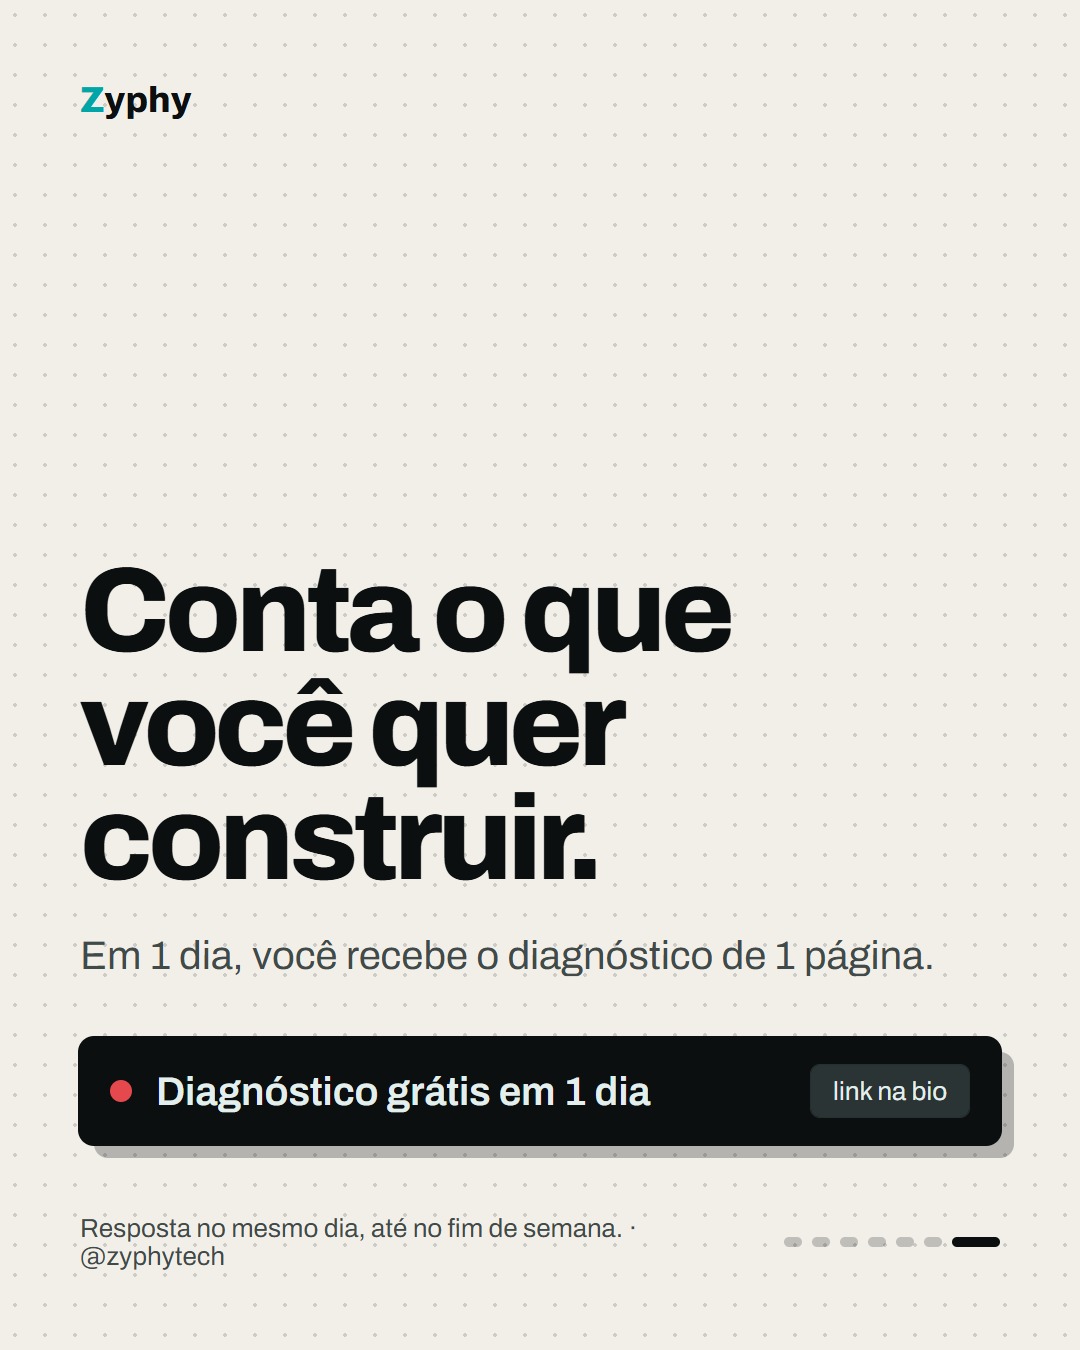 Zyphy
Conta o que
você quer
construir.
Em 1 dia, você recebe o diagnóstico de 1 página.
Diagnóstico grátis em 1 dia
link na bio
Resposta no mesmo dia, até no fim de semana. ·
@zyphytech